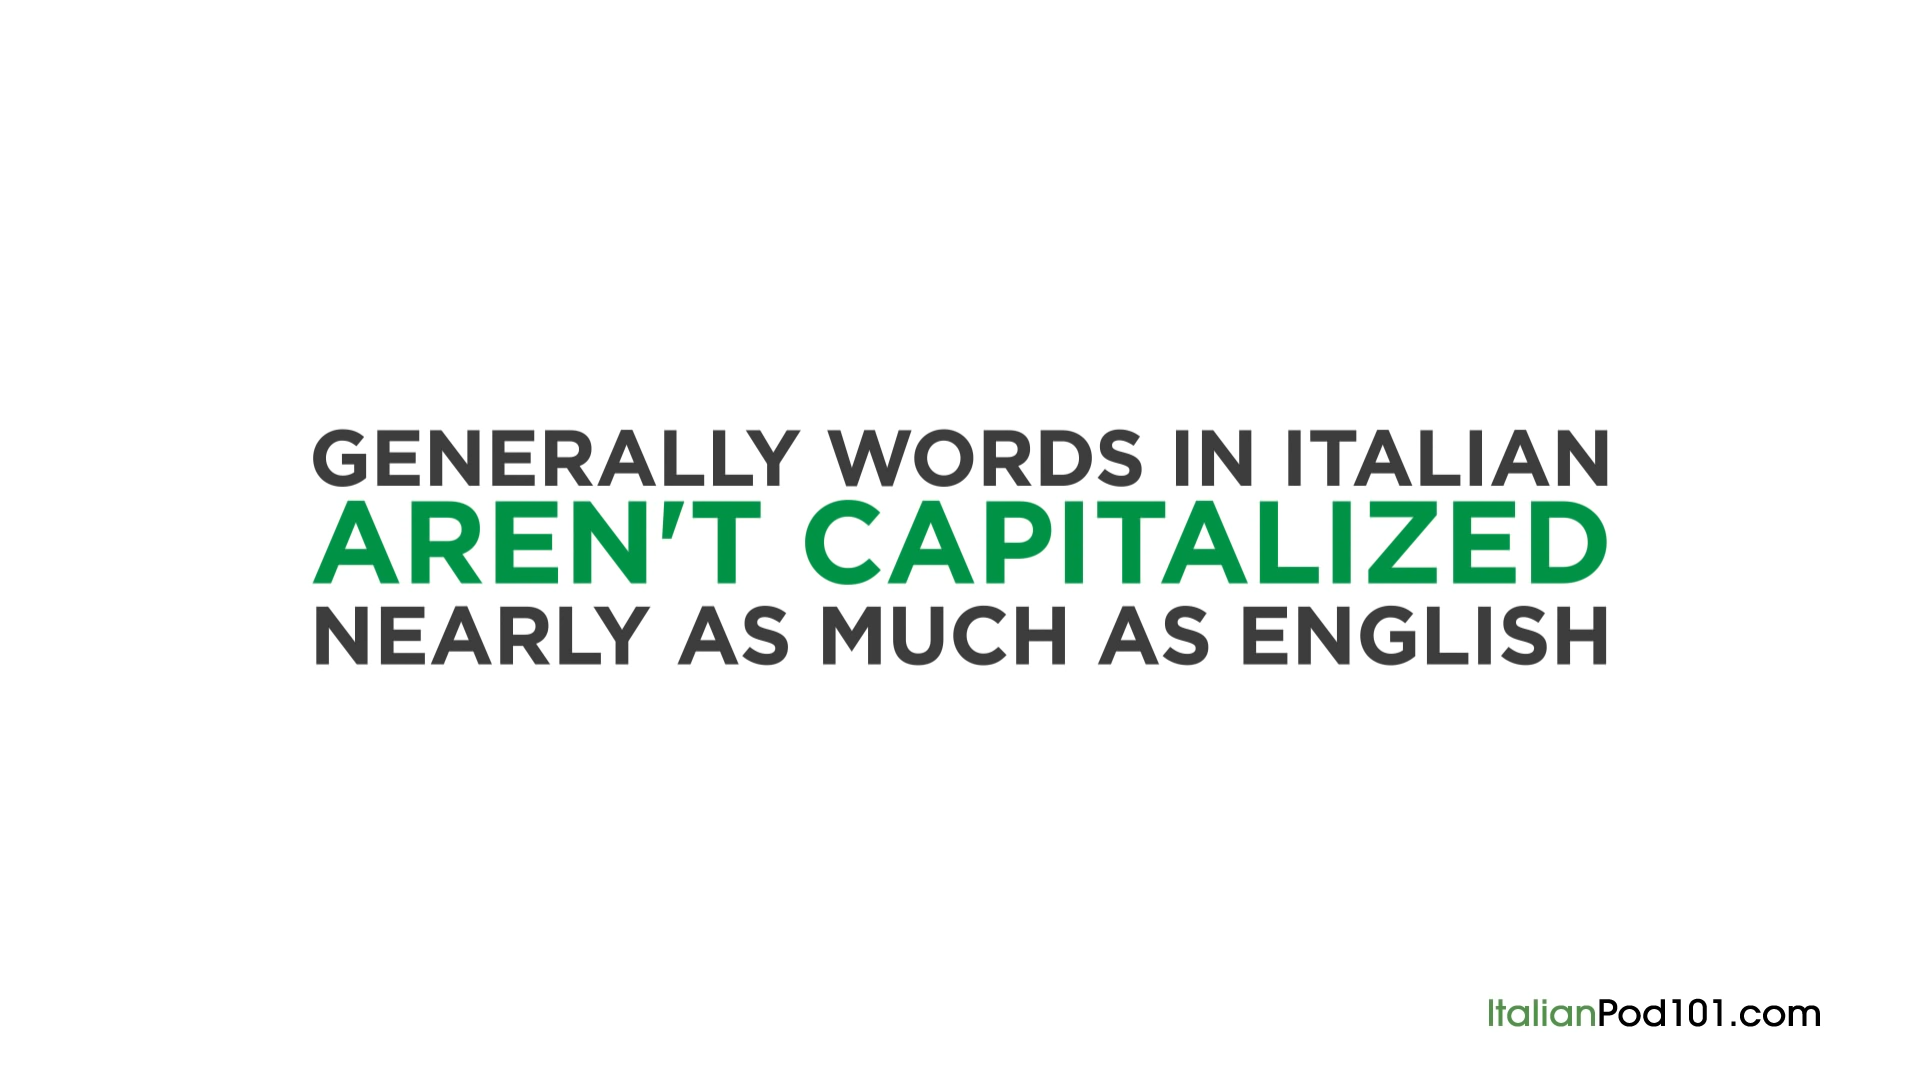 GENERALLY WORDS IN ITALIAN
AREN'T CAPITALIZED
NEARLY AS MUCH AS ENGLISH
ItalianPod101.com